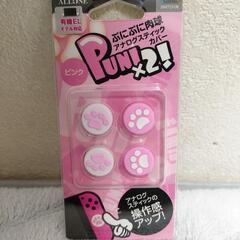 ALLONE
有機EL
モデル対応
ぷにぷに肉球
アナログスティック
カバー
PUNI
x2!
ピンク
アナログ
スティックの
操作感
アップ!